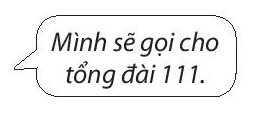 Mình sẽ gọi cho
tổng đài 111.